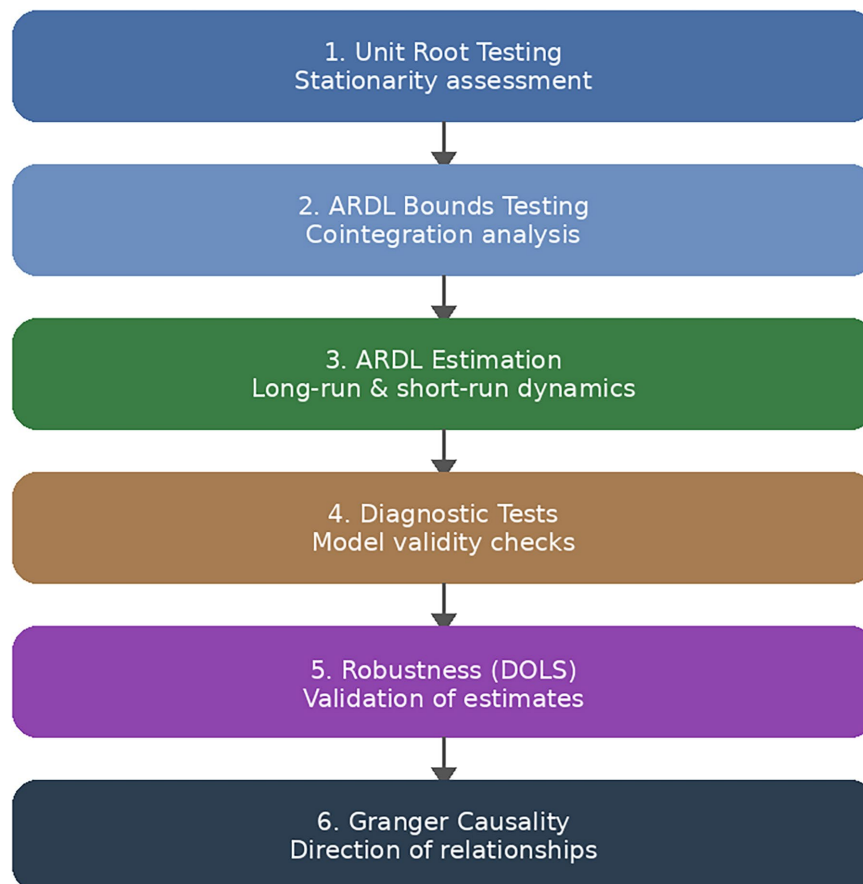 1. Unit Root Testing
Stationarity assessment
2. ARDL Bounds Testing
Cointegration analysis
3. ARDL Estimation
Long-run & short-run dynamics
4. Diagnostic Tests
Model validity checks
5. Robustness (DOLS)
Validation of estimates
6. Granger Causality
Direction of relationships